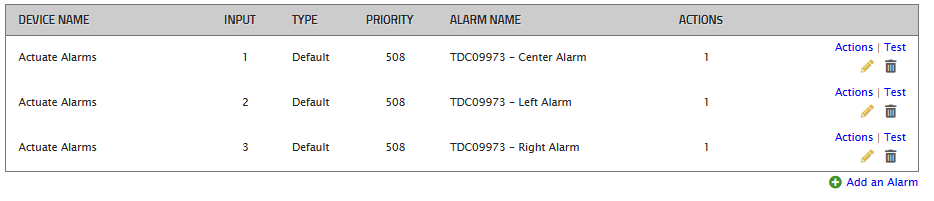 DEVICE NAME INPUT TYPE PRIORITY ALARM NAME ACTIONS
Actuate Alarms 1 Default 508 TDC09973 - Center Alarm 1 Actions | Test
Actuate Alarms 2 Default 508 TDC09973 - Left Alarm 1 Actions | Test
Actuate Alarms 3 Default 508 TDC09973 - Right Alarm 1 Actions | Test
Add an Alarm